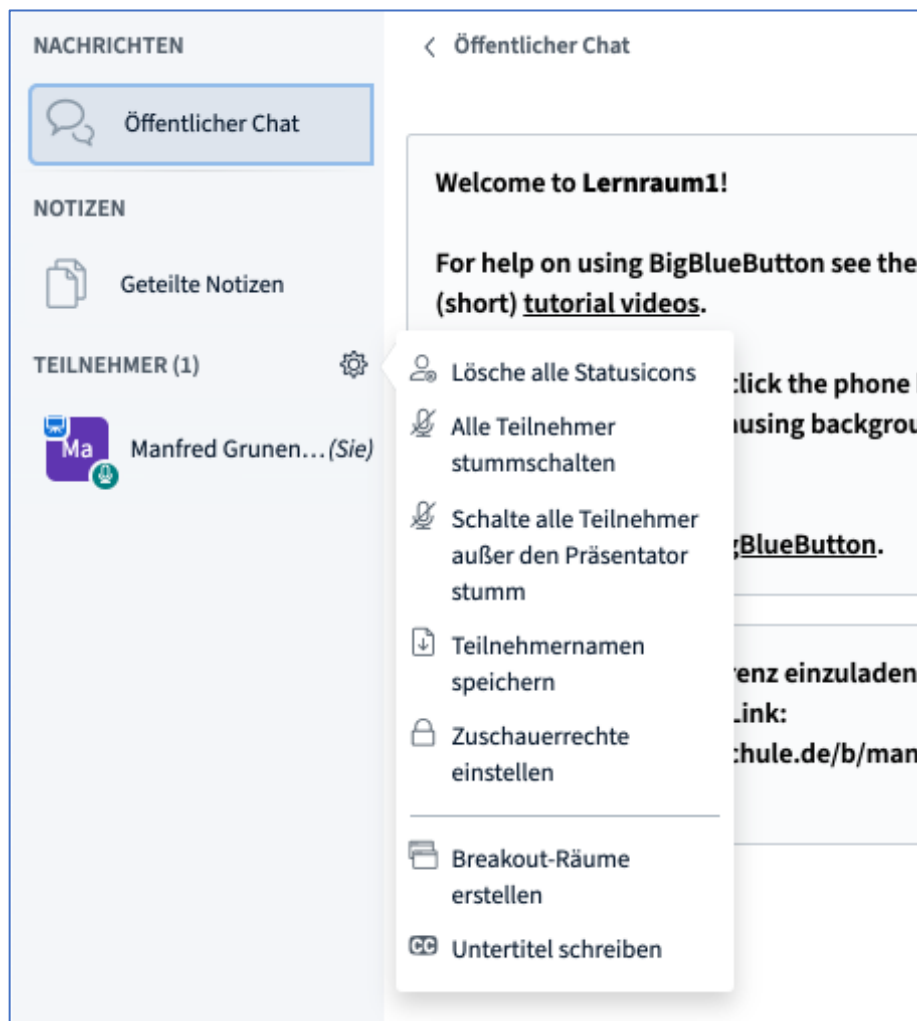 NACHRICHTEN
Öffentlicher Chat
NOTIZEN
Geteilte Notizen
TEILNEHMER (1)
Ma
Manfred Grunen... (Sie)
Öffentlicher Chat
Welcome to Lernraum1!
For help on using BigBlueButton see the
(short) tutorial videos.
click the phone
using backgrou
BlueButton.
enz einzuladen
Link:
hule.de/b/man
Lösche alle Statusicons
Alle Teilnehmer
stummschalten
Schalte alle Teilnehmer
außer den Präsentator
stumm
Teilnehmernamen
speichern
Zuschauerrechte
einstellen
Breakout-Räume
erstellen
CC Untertitel schreiben